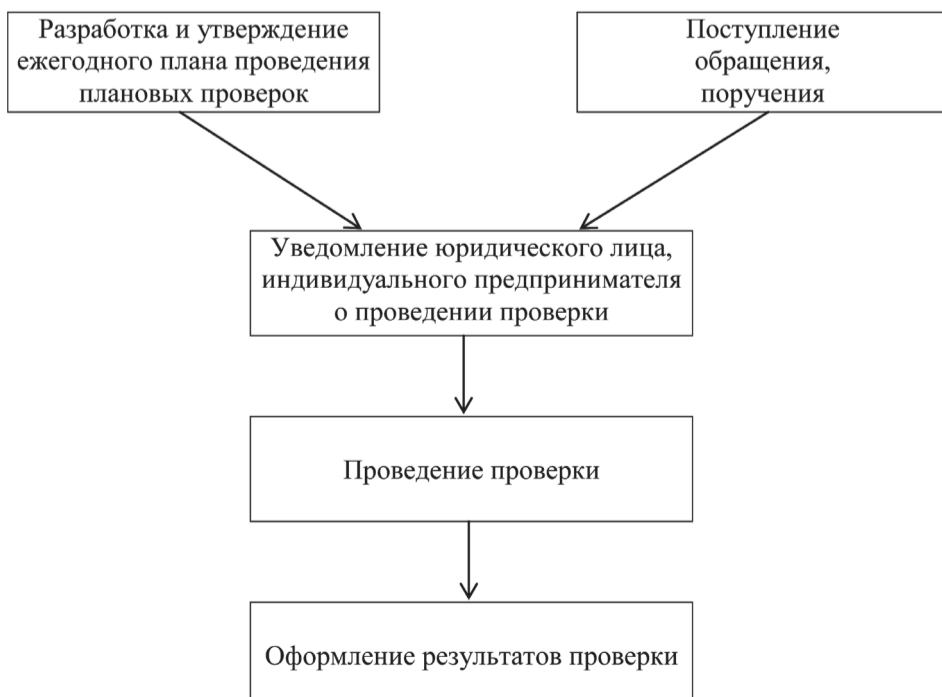 Разработка и утверждение
ежегодного плана проведения
плановых проверок
Поступление
обращения,
поручения
Уведомление юридического лица,
индивидуального предпринимателя
о проведении проверки
Проведение проверки
Оформление результатов проверки